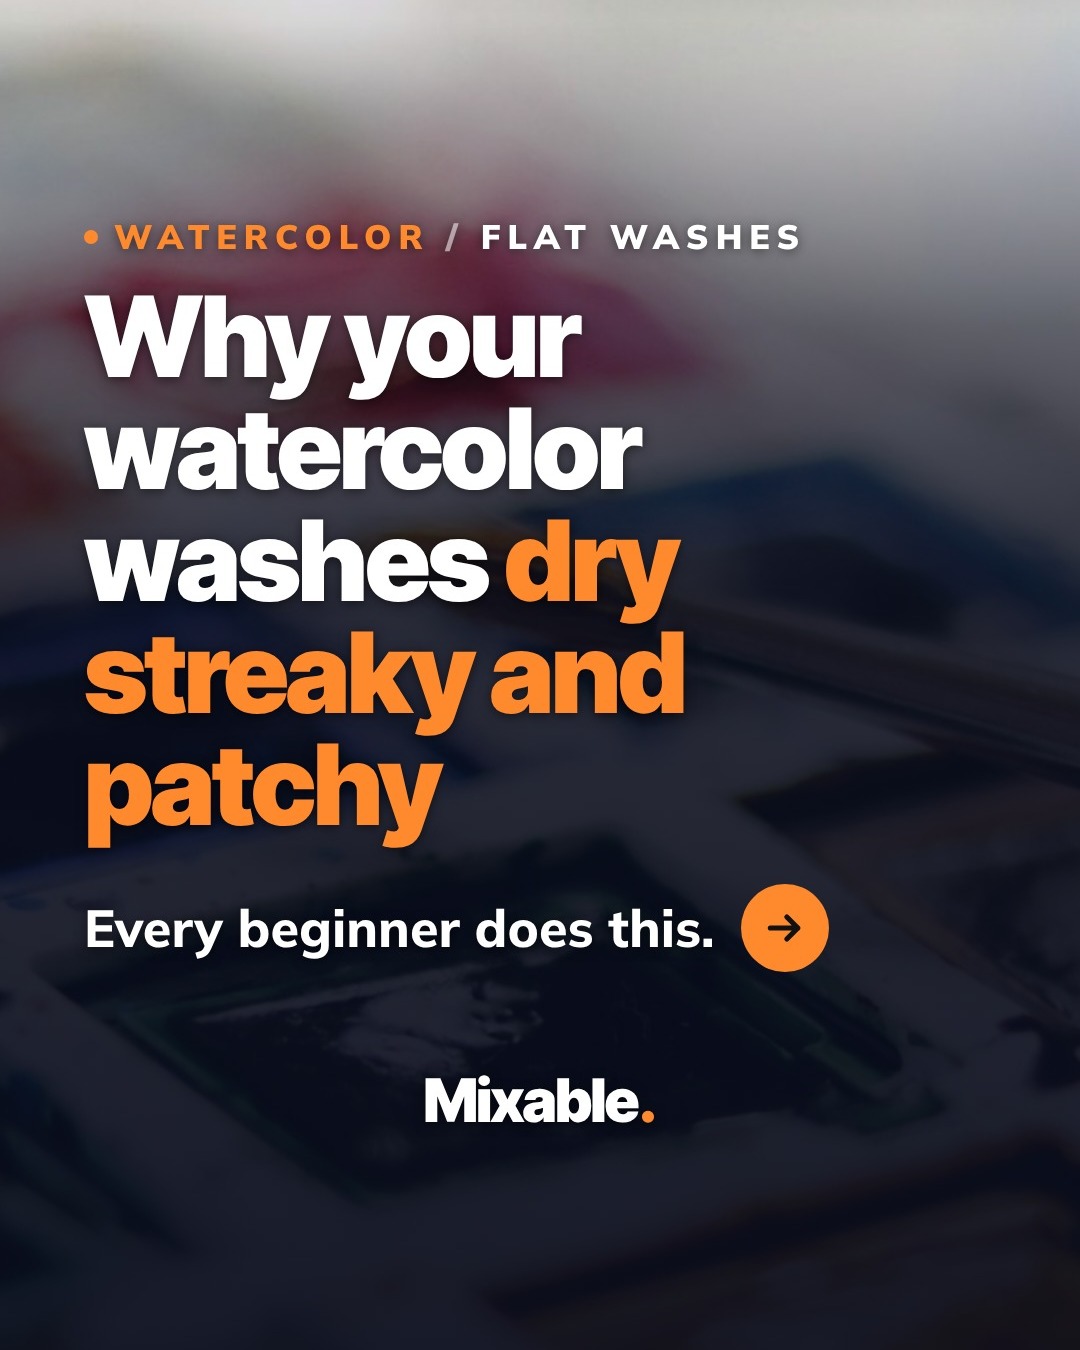 • WATERCOLOR / FLAT WASHES
Why your
watercolor
washes dry
streaky and
patchy
Every beginner does this. →
Mixable.